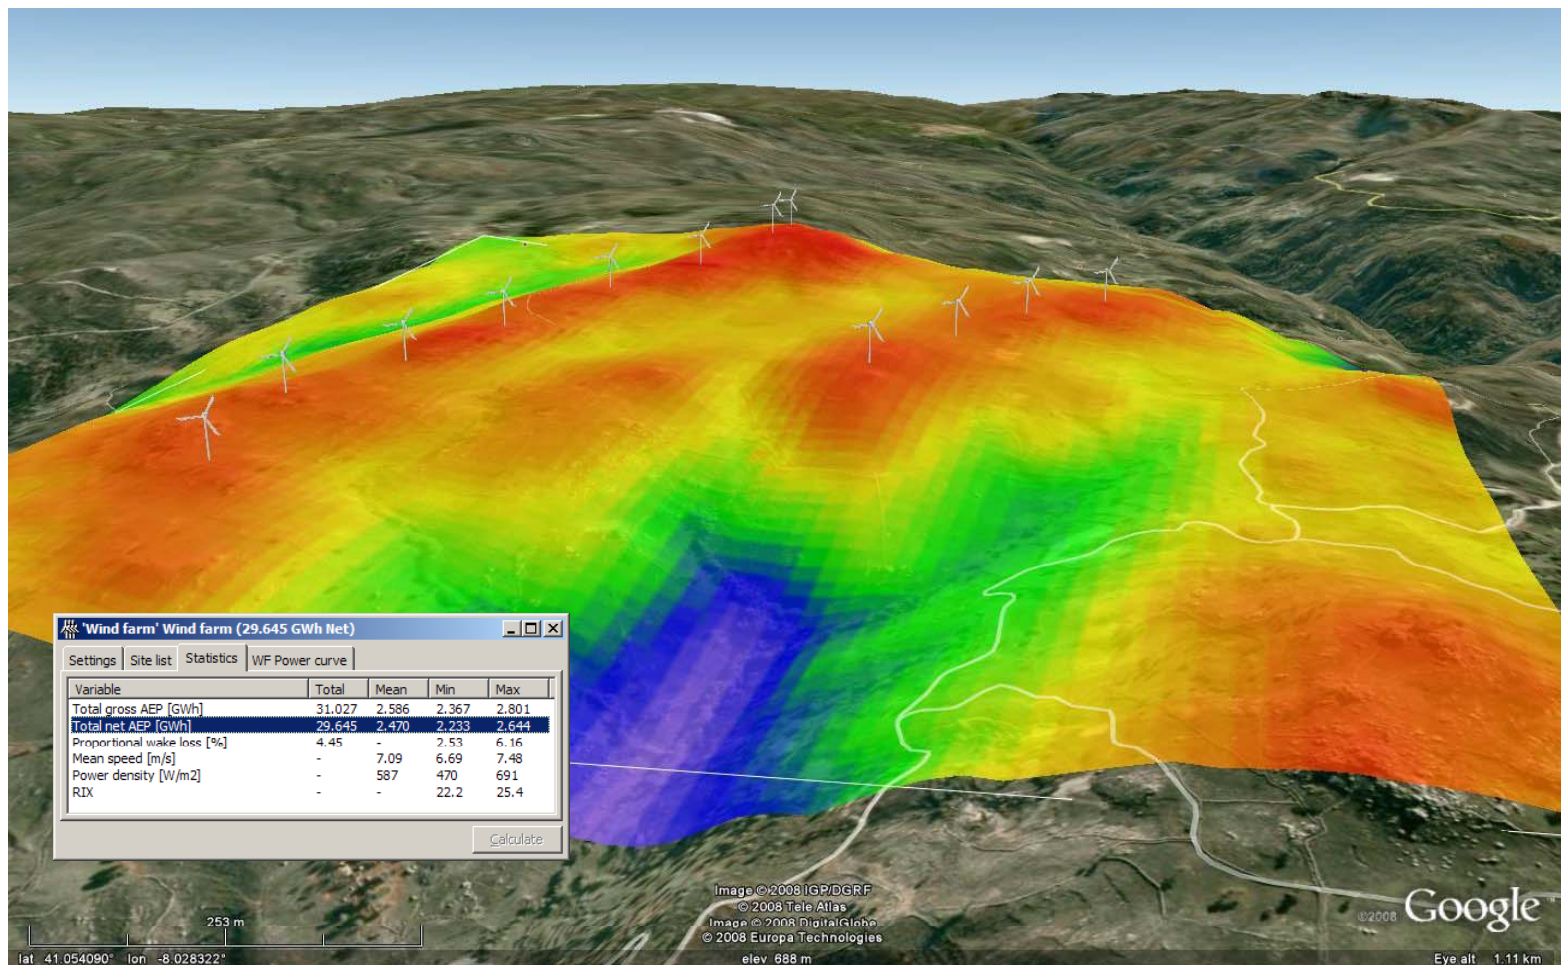 'Wind farm' Wind farm (29.645 GWh Net)
Settings Site list Statistics WF Power curve
Variable Total Mean Min Max
Total gross AEP [GWh] 31.027 2.586 2.367 2.801
Total net AEP [GWh] 29.645 2.470 2.233 2.644
Proportional wake loss [%] 4.45 - 2.53 6.16
Mean speed [m/s] - 7.09 6.69 7.48
Power density [W/m2] - 587 470 691
RIX - - 22.2 25.4
Calculate
Image © 2008 IGP/DGRF
© 2008 Tele Atlas
Image © 2008 DigitalGlobe
© 2008 Europa Technologies
©2008 Google
253 m
lat 41.054090° lon -8.028322° elev 688 m Eye alt 1.11 km